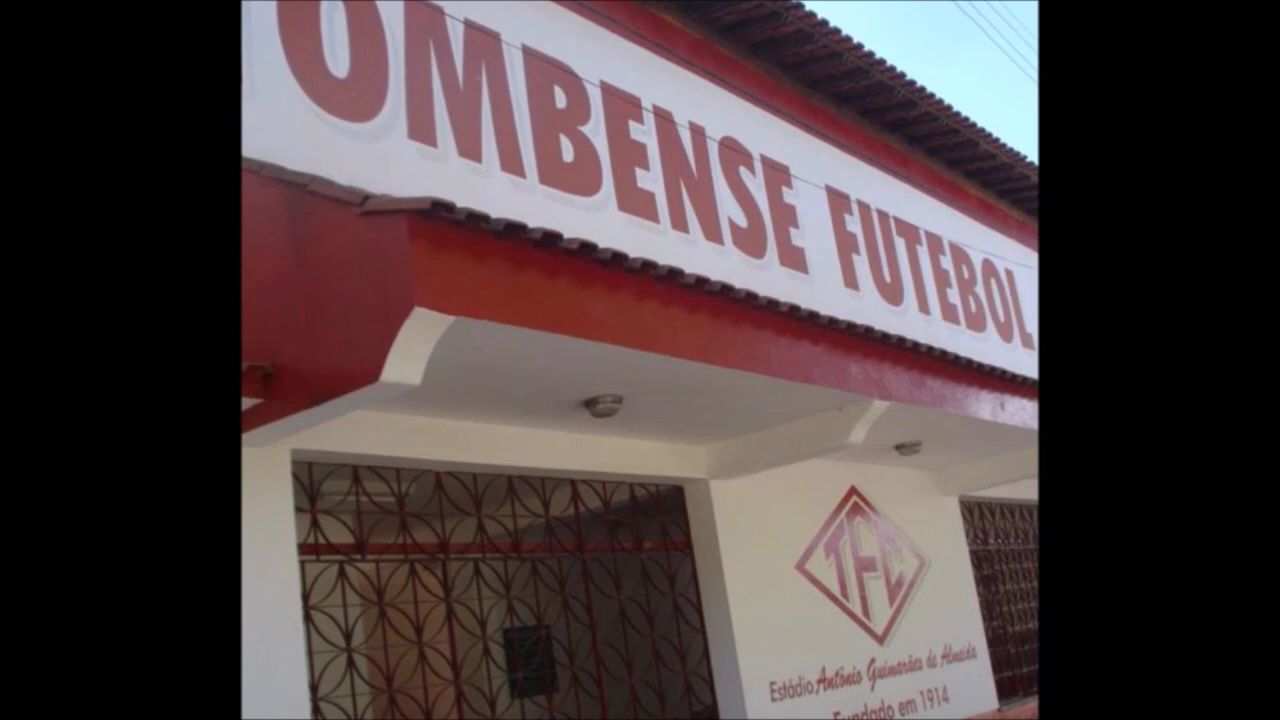 OMBENSE FUTEBOL
TFC
Estádio Antônio Guimarães de Almeida
Fundado em 1914